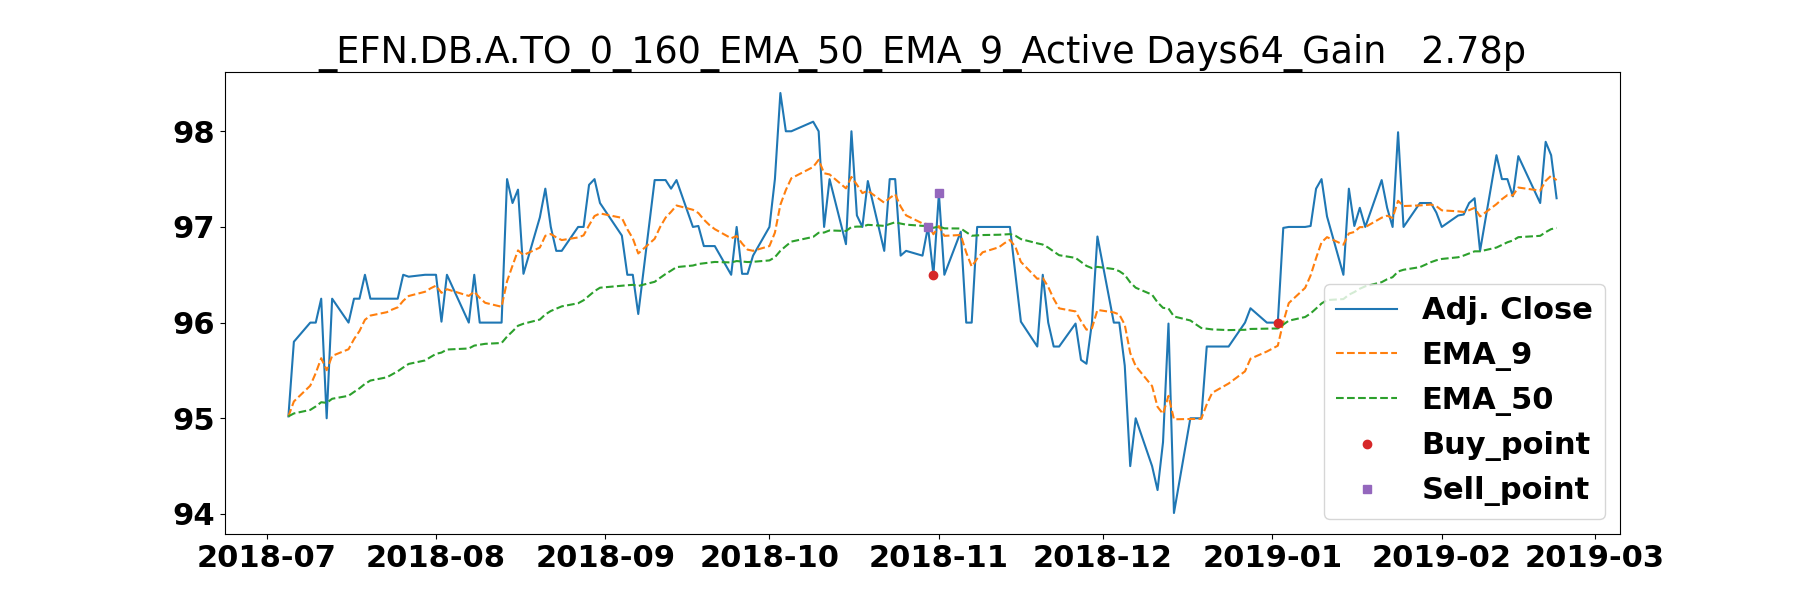 _EFN.DB.A.TO_0_160_EMA_50_EMA_9_Active Days64_Gain   2.78p
98
97
96
95
94
2018-07 2018-08 2018-09 2018-10 2018-11 2018-12 2019-01 2019-02 2019-03
Adj. Close
EMA_9
EMA_50
Buy_point
Sell_point